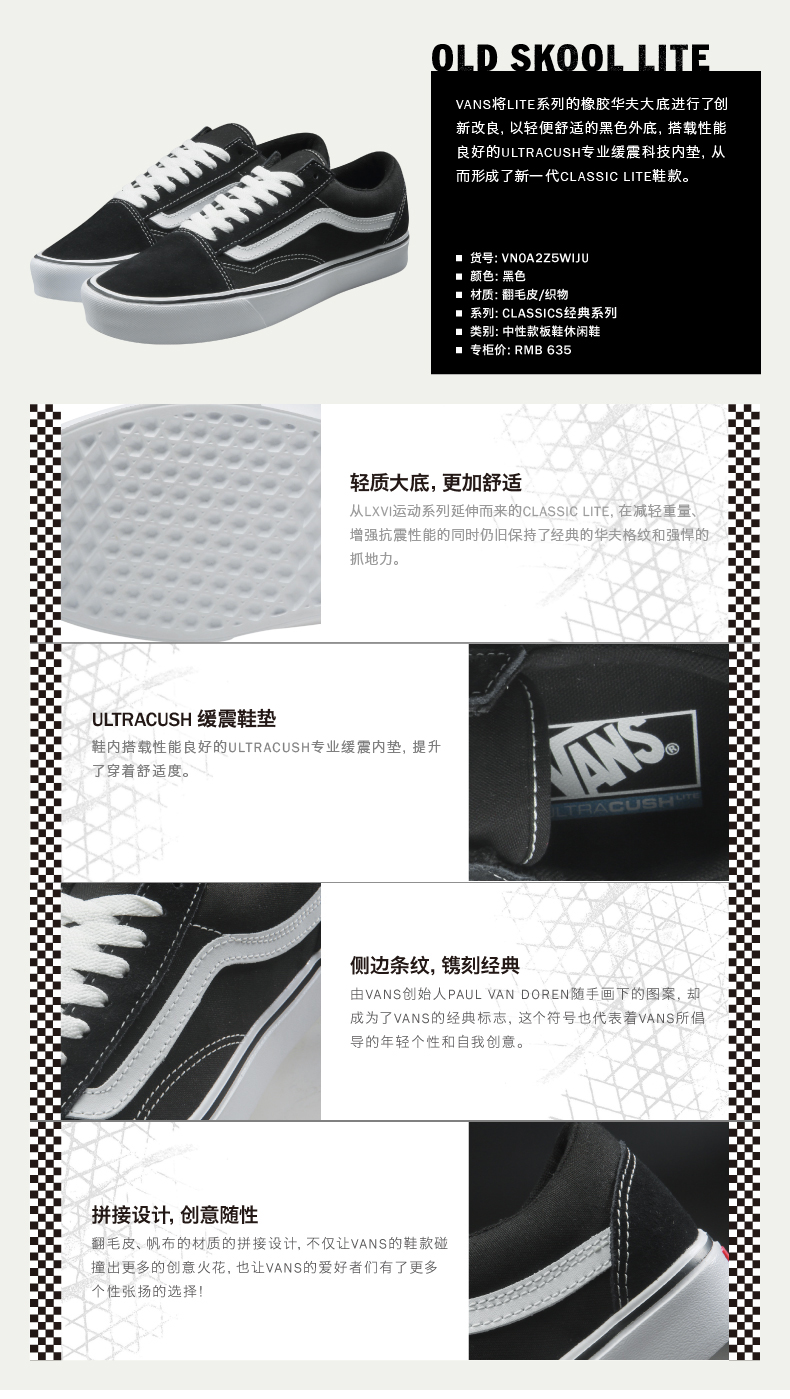 OLD SKOOL LITE
VANS将LITE系列的橡胶华夫大底进行了创
新改良, 以轻便舒适的黑色外底, 搭载性能
良好的ULTRACUSH专业缓震科技内垫, 从
而形成了新一代CLASSIC LITE鞋款。
货号: VN0A2Z5WIJU
颜色: 黑色
材质: 翻毛皮/织物
系列: CLASSICS经典系列
类别: 中性款板鞋休闲鞋
专柜价: RMB 635
轻质大底, 更加舒适
从LXVI运动系列延伸而来的CLASSIC LITE, 在减轻重量、
增强抗震性能的同时仍旧保持了经典的华夫格纹和强悍的
抓地力。
ULTRACUSH 缓震鞋垫
鞋内搭载性能良好的ULTRACUSH专业缓震内垫, 提升
了穿着舒适度。
VANS®
ULTRACUSH LITE
侧边条纹, 镌刻经典
由VANS创始人PAUL VAN DOREN随手画下的图案, 却
成为了VANS的经典标志, 这个符号也代表着VANS所倡
导的年轻个性和自我创意。
拼接设计, 创意随性
翻毛皮、帆布的材质的拼接设计, 不仅让VANS的鞋款碰
撞出更多的创意火花, 也让VANS的爱好者们有了更多
个性张扬的选择!